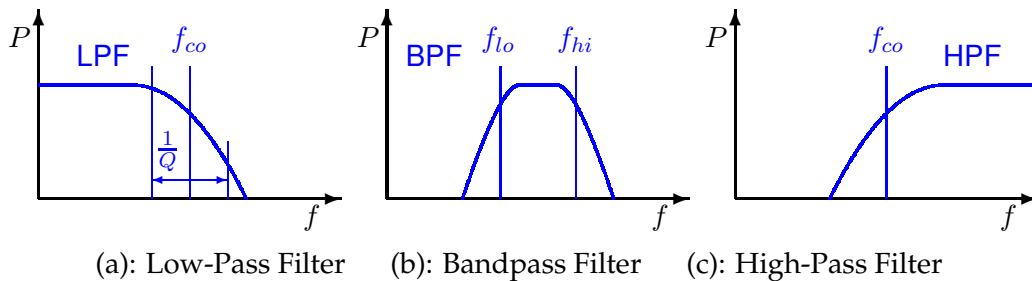 P LPF f_co
1/Q
f
(a): Low-Pass Filter
P BPF f_lo f_hi
f
(b): Bandpass Filter
P f_co HPF
f
(c): High-Pass Filter